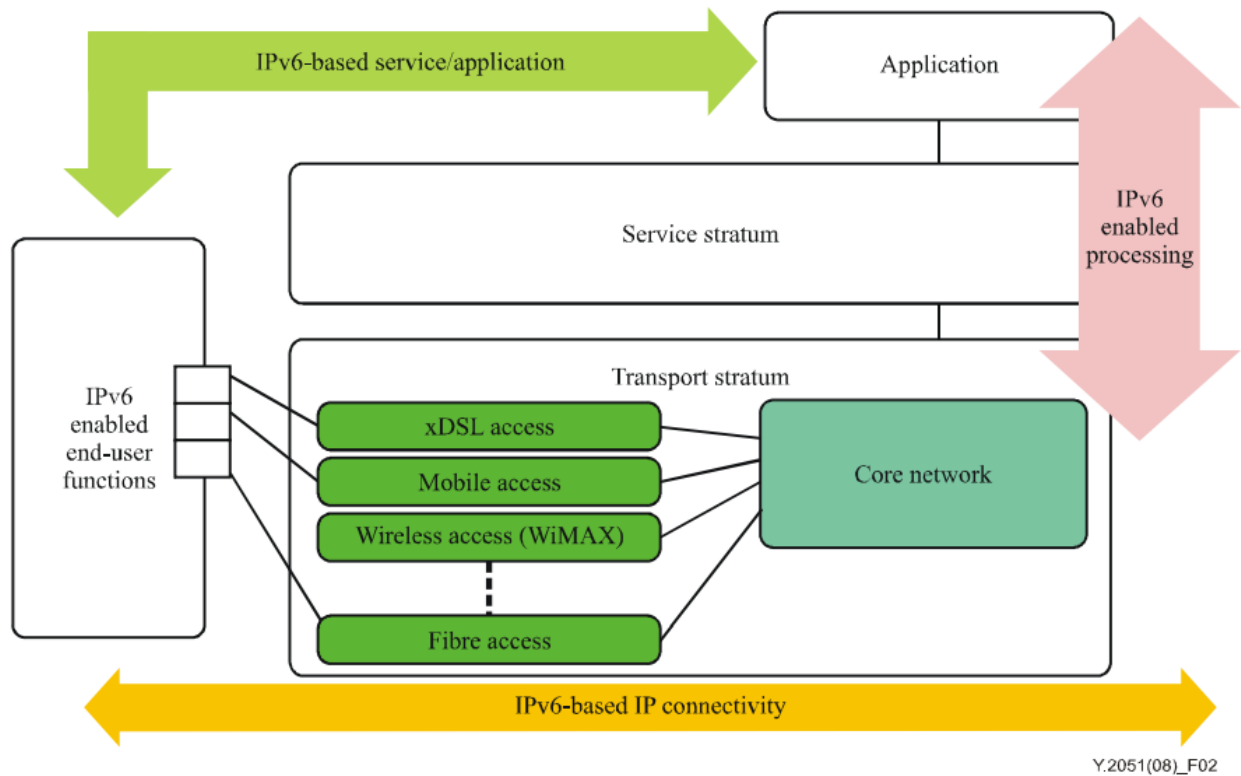 IPv6-based service/application
Application
IPv6
enabled
processing
Service stratum
Transport stratum
IPv6
enabled
end-user
functions
xDSL access
Mobile access
Wireless access (WiMAX)
Fibre access
Core network
IPv6-based IP connectivity
Y.2051(08)_F02